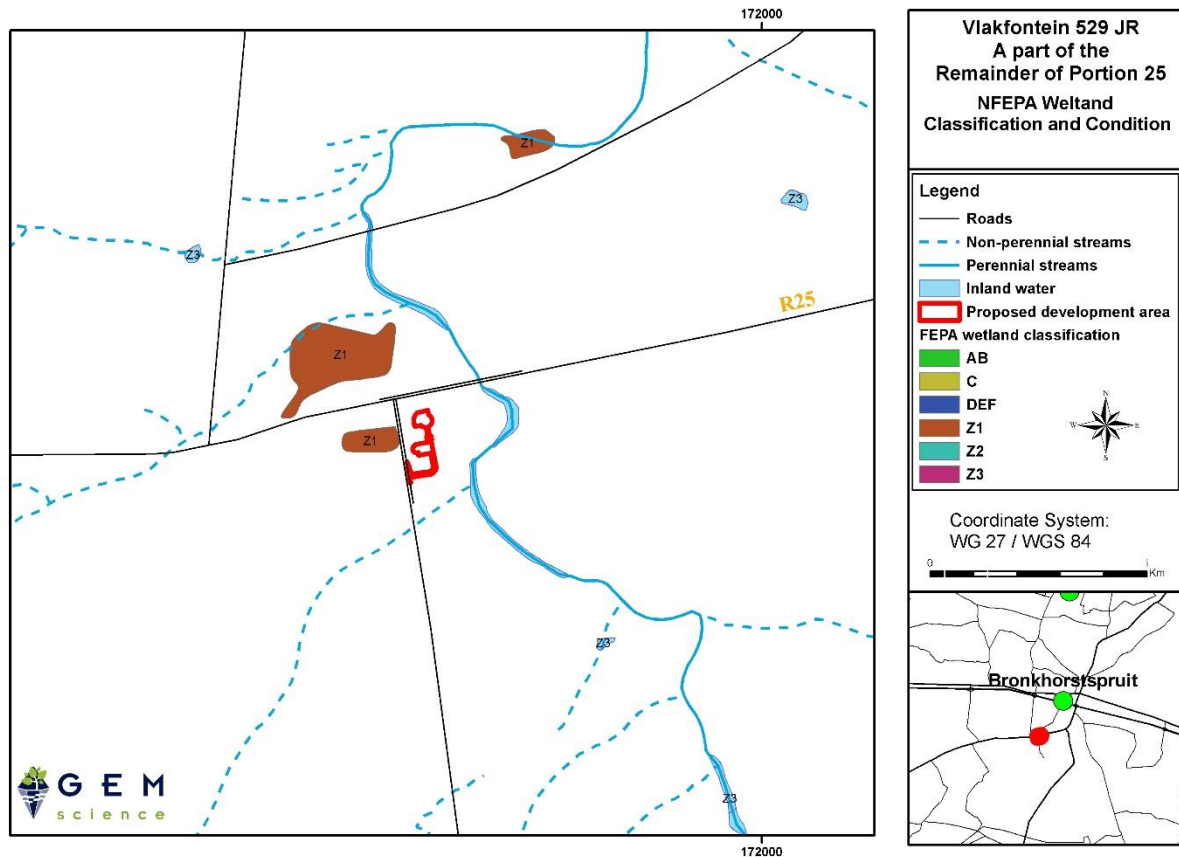 172000
Z1
Z3
Z3
R25
Z1
Z1
Z3
Z3
GEM
science
172000
Vlakfontein 529 JR
A part of the
Remainder of Portion 25
NFEPA Weltand
Classification and Condition
Legend
Roads
Non-perennial streams
Perennial streams
Inland water
Proposed development area
FEPA wetland classification
AB
C
DEF
Z1
Z2
Z3
N
W E
S
Coordinate System:
WG 27 / WGS 84
0 1
Km
Bronkhorstspruit